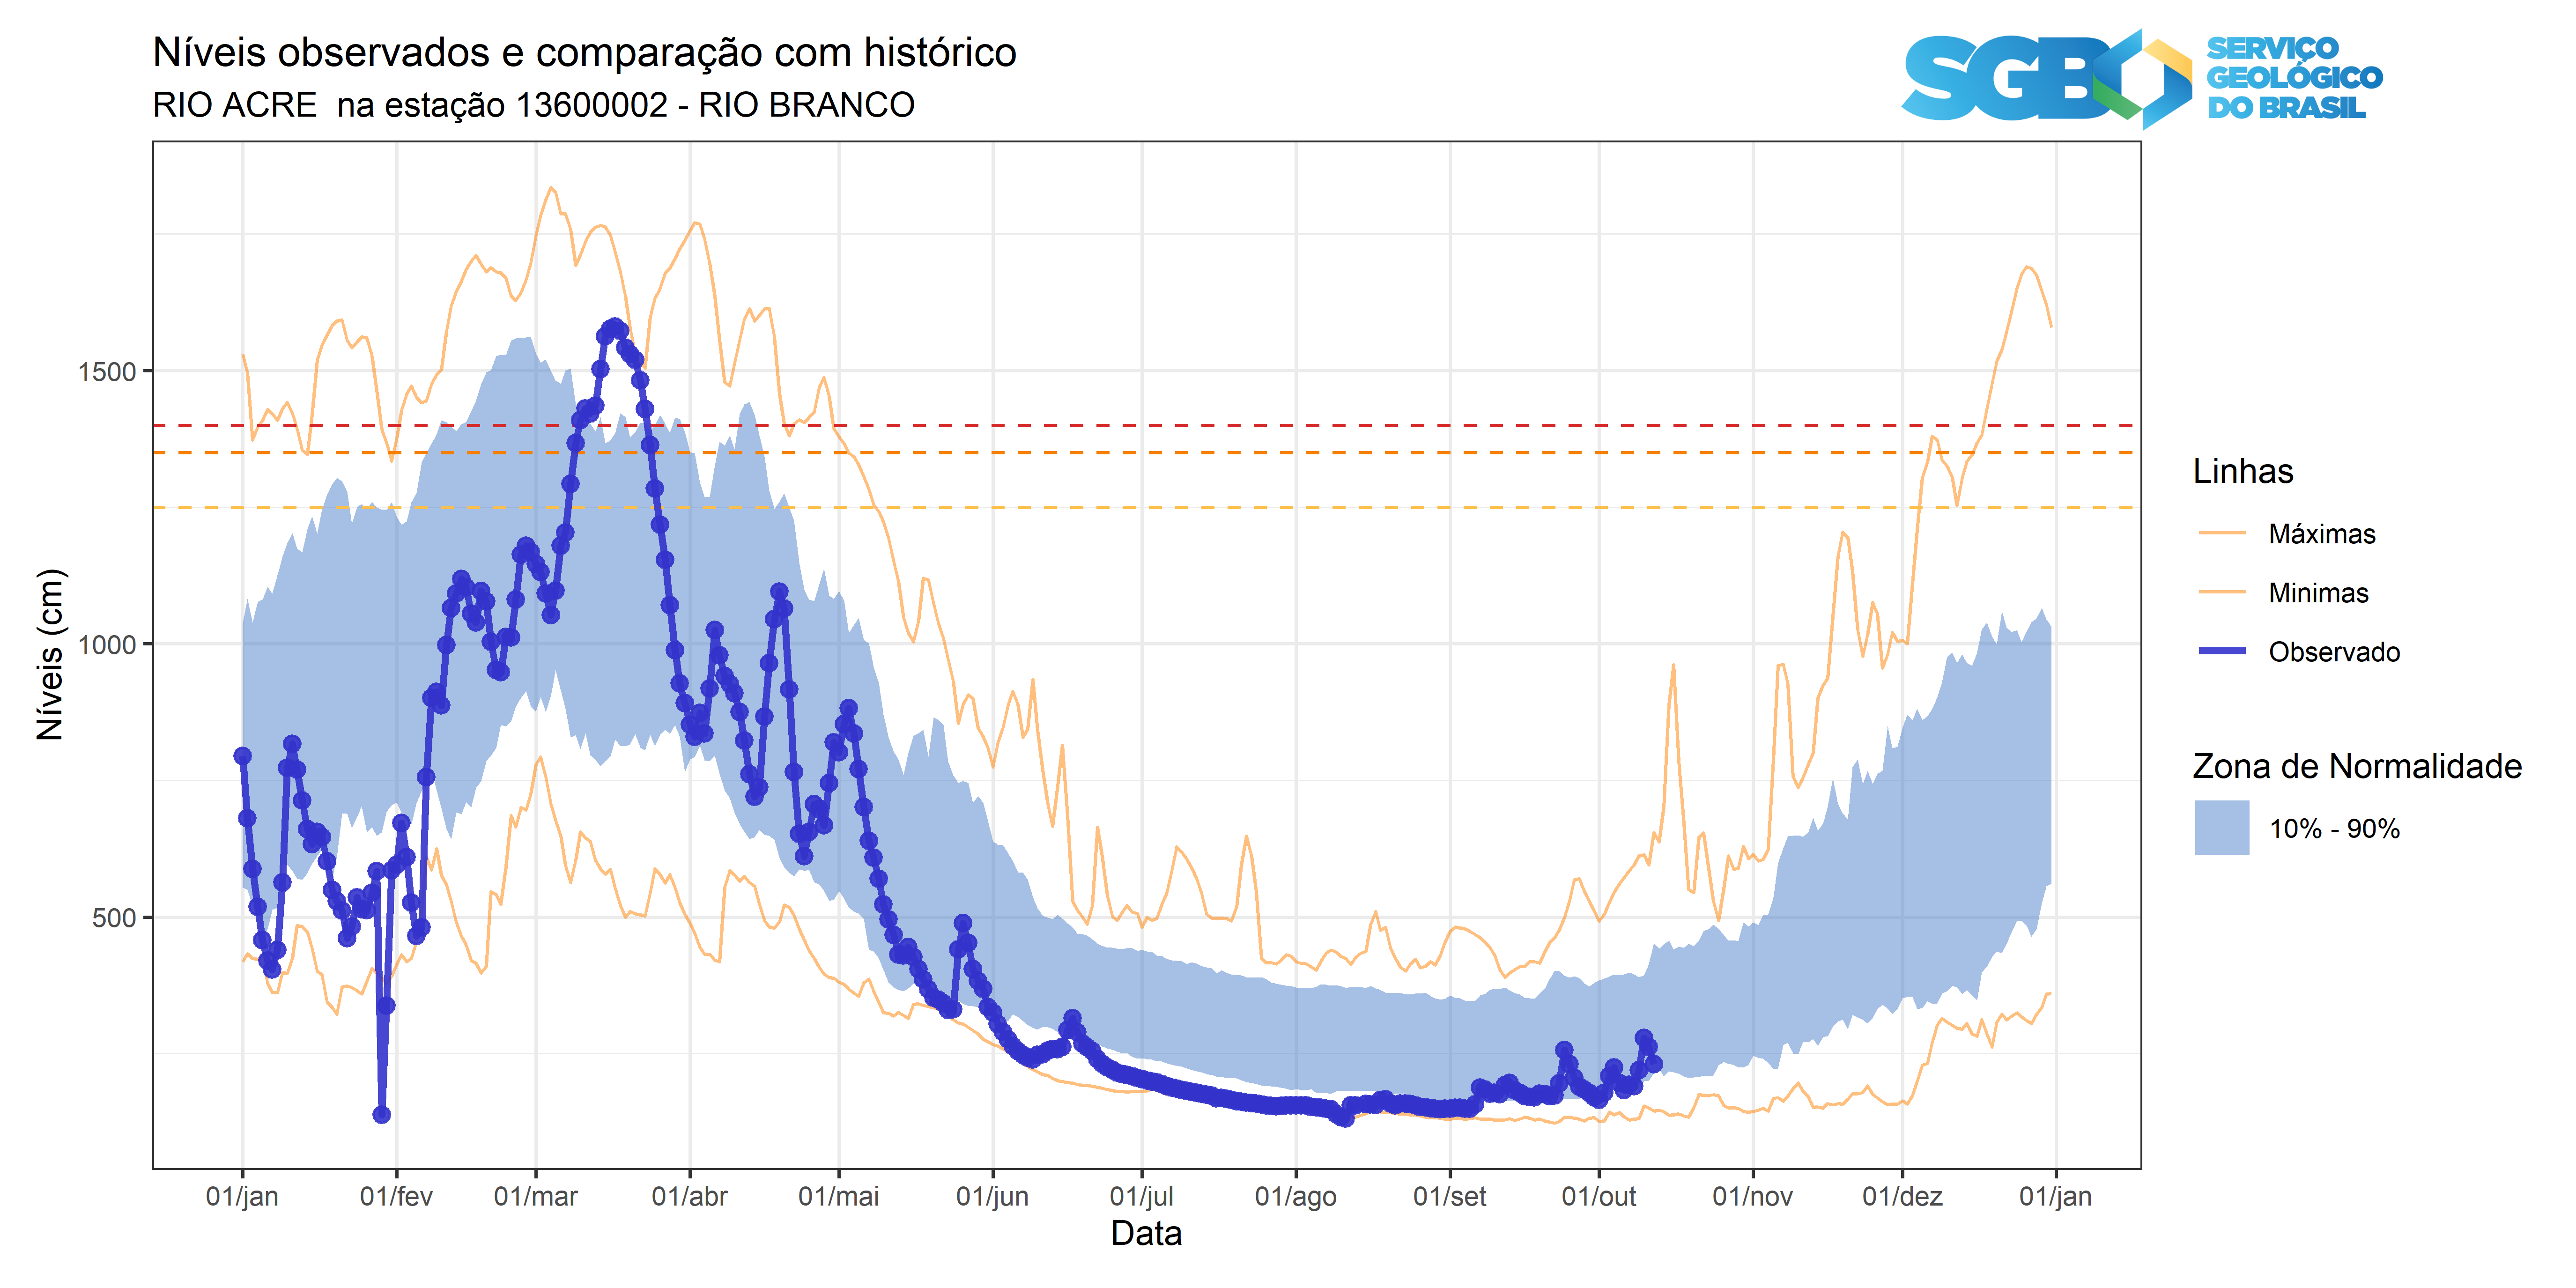 Níveis observados e comparação com histórico
RIO ACRE  na estação 13600002 - RIO BRANCO
SGB
SERVIÇO
GEOLÓGICO
DO BRASIL
Níveis (cm)
1500
1000
500
01/jan
01/fev
01/mar
01/abr
01/mai
01/jun
01/jul
01/ago
01/set
01/out
01/nov
01/dez
01/jan
Data
Linhas
Máximas
Minimas
Observado
Zona de Normalidade
10% - 90%